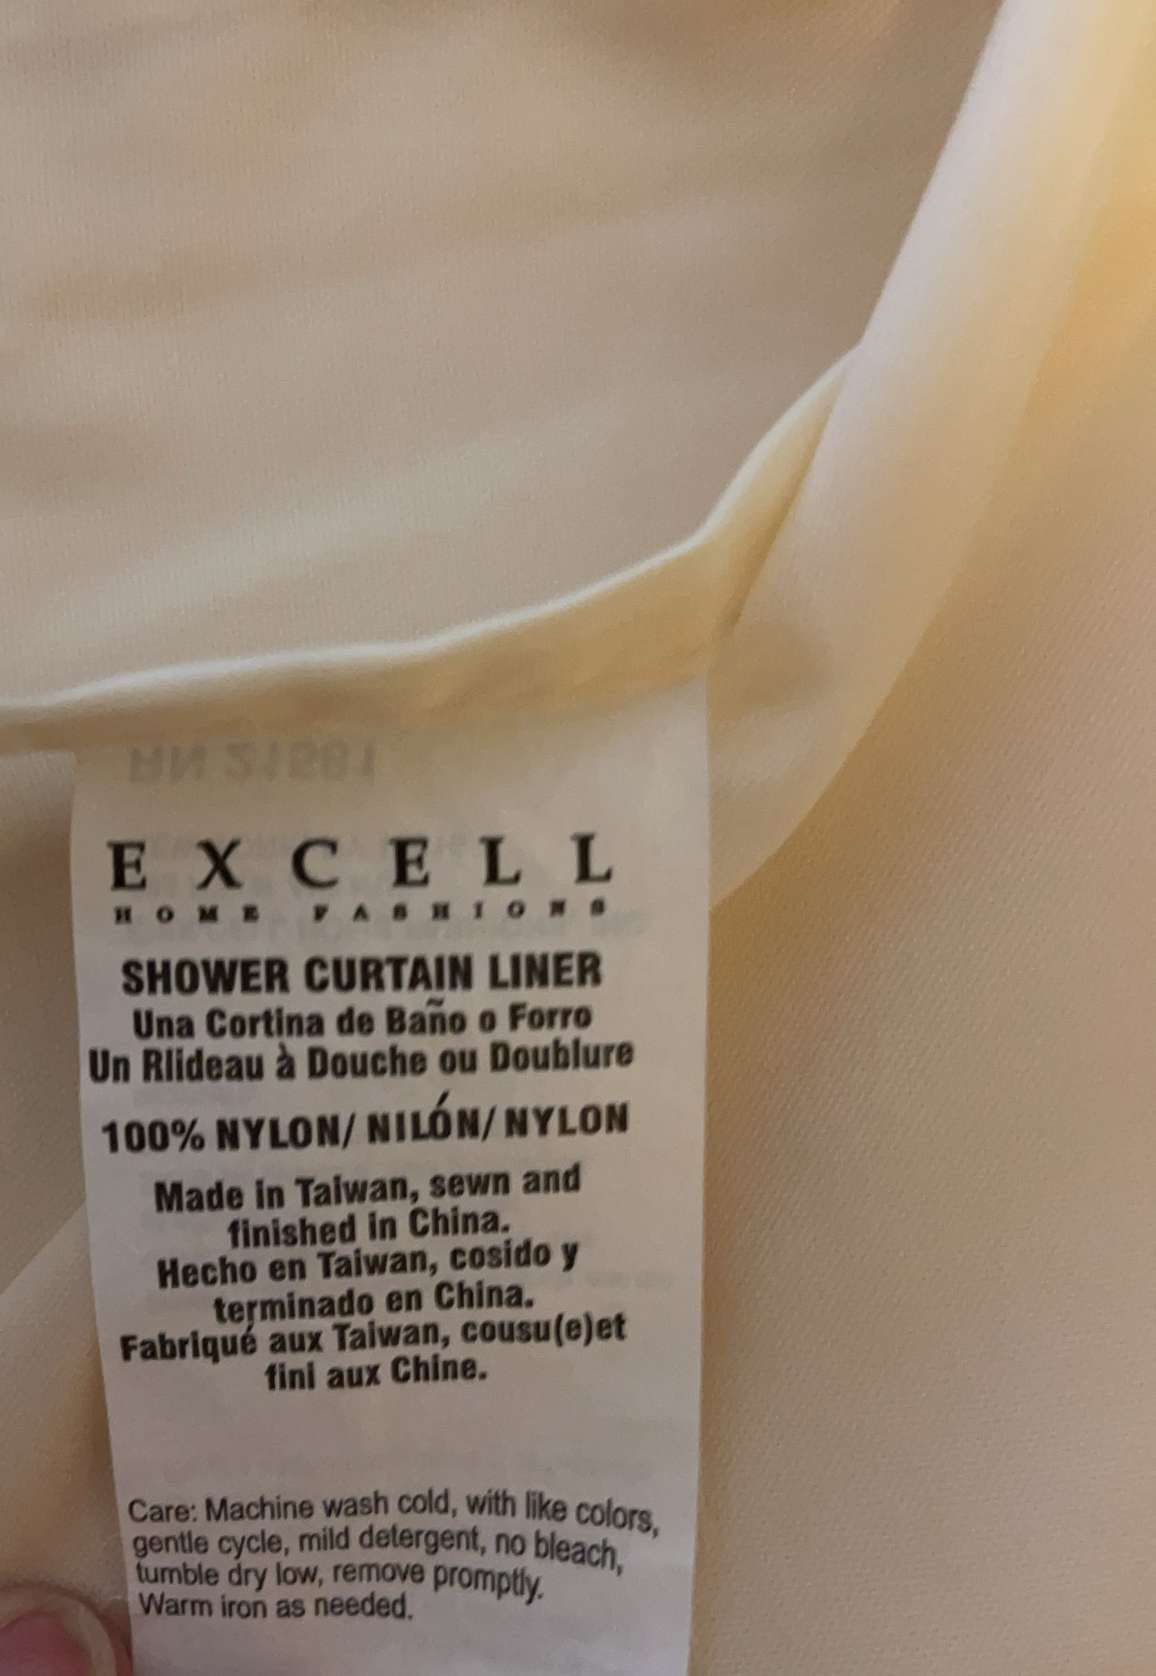 RN 21581
EXCELL
HOME FASHIONS
SHOWER CURTAIN LINER
Una Cortina de Baño o Forro
Un Rlideau à Douche ou Doublure
100% NYLON/ NILÓN/ NYLON
Made in Taiwan, sewn and
finished in China.
Hecho en Taiwan, cosido y
terminado en China.
Fabriqué aux Taiwan, cousu(e)et
fini aux Chine.
Care: Machine wash cold, with like colors,
gentle cycle, mild detergent, no bleach,
tumble dry low, remove promptly.
Warm iron as needed.